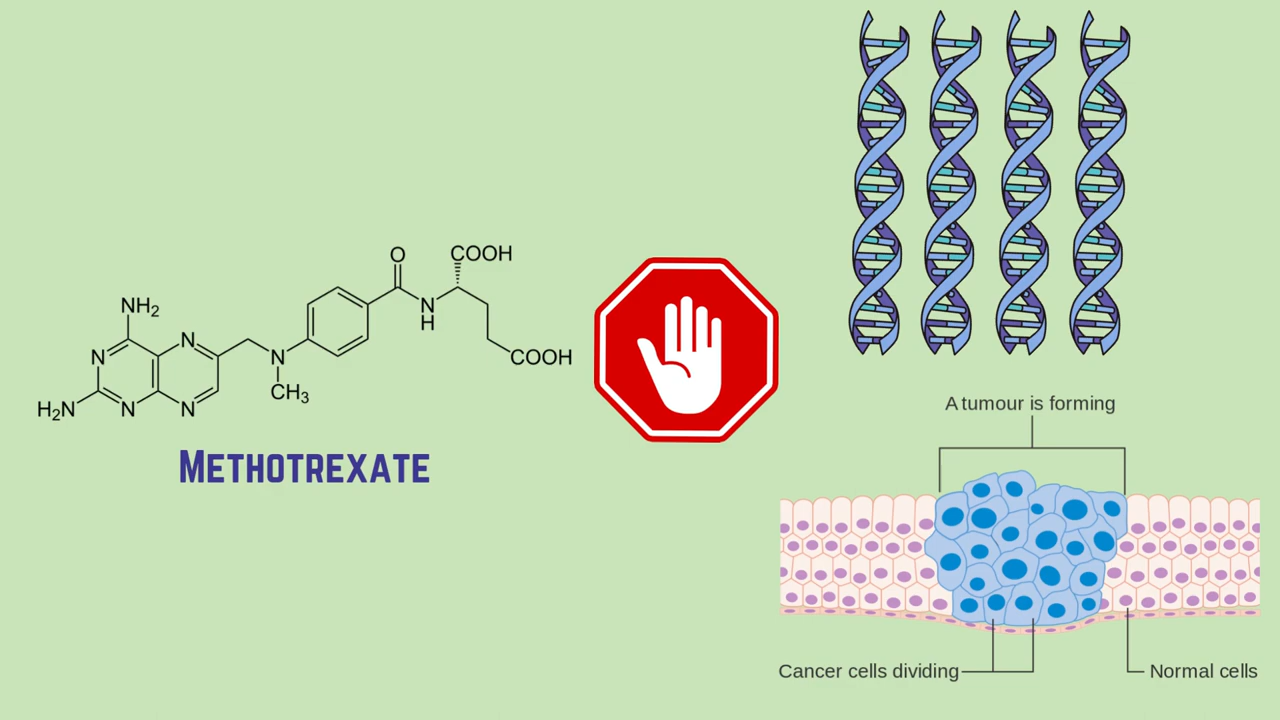 O
COOH
NH₂
N
H
N
N
N
COOH
CH₃
H₂N
N
N
Methotrexate
A tumour is forming
Cancer cells dividing
Normal cells